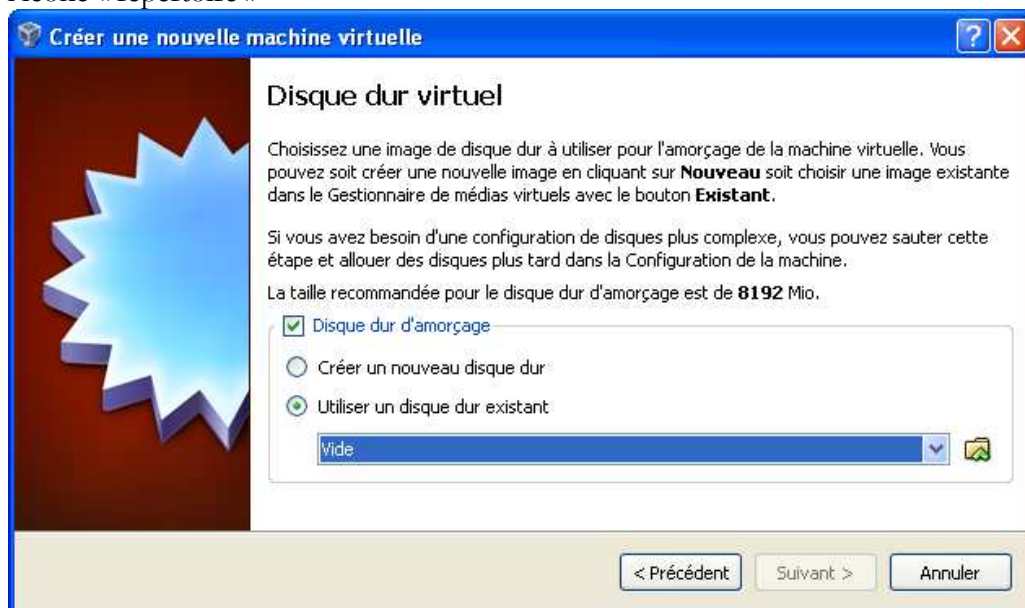 l'icône « répertoire »
Créer une nouvelle machine virtuelle
Disque dur virtuel
Choisissez une image de disque dur à utiliser pour l'amorçage de la machine virtuelle. Vous
pouvez soit créer une nouvelle image en cliquant sur Nouveau soit choisir une image existante
dans le Gestionnaire de médias virtuels avec le bouton Existant.
Si vous avez besoin d'une configuration de disques plus complexe, vous pouvez sauter cette
étape et allouer des disques plus tard dans la Configuration de la machine.
La taille recommandée pour le disque dur d'amorçage est de 8192 Mio.
Disque dur d'amorçage
Créer un nouveau disque dur
Utiliser un disque dur existant
Vide
< Précédent
Suivant >
Annuler